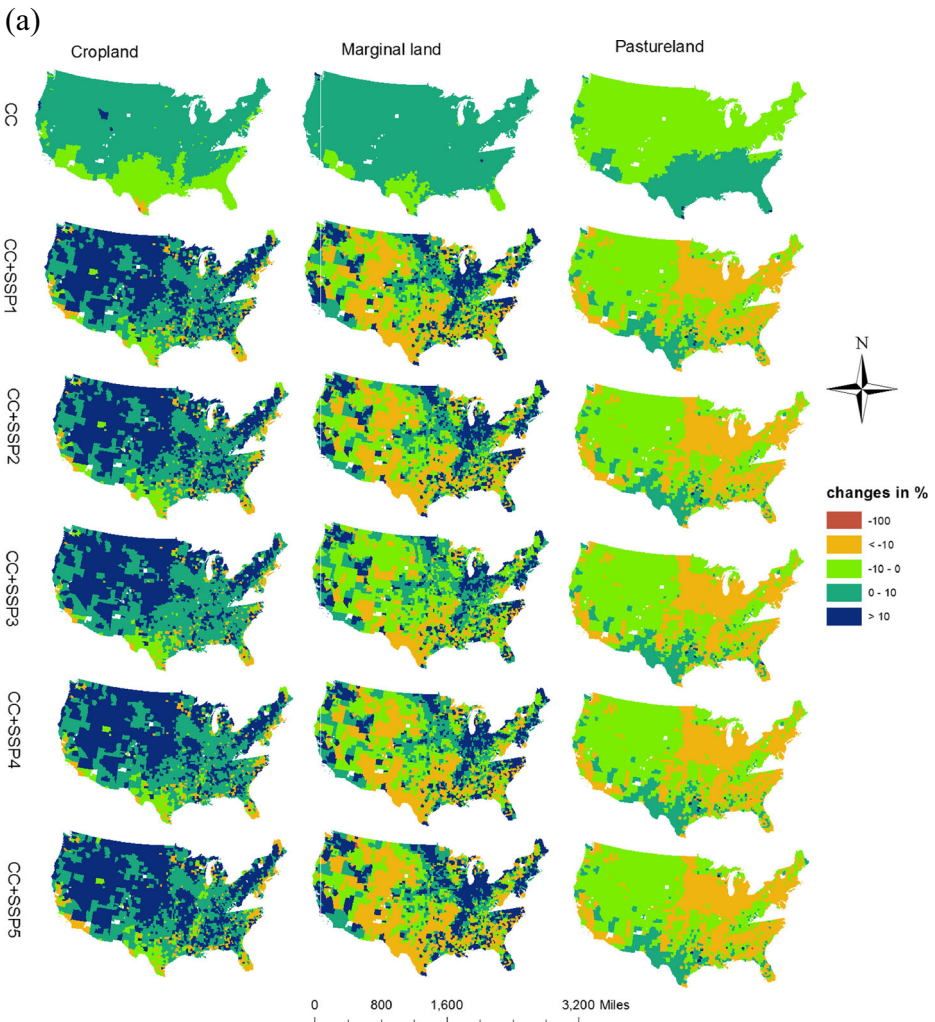 (a)
Cropland
Marginal land
Pastureland
CC
CC+SSP1
CC+SSP2
CC+SSP3
CC+SSP4
CC+SSP5
N
changes in %
-100
< -10
-10 - 0
0 - 10
> 10
0 800 1,600 3,200 Miles